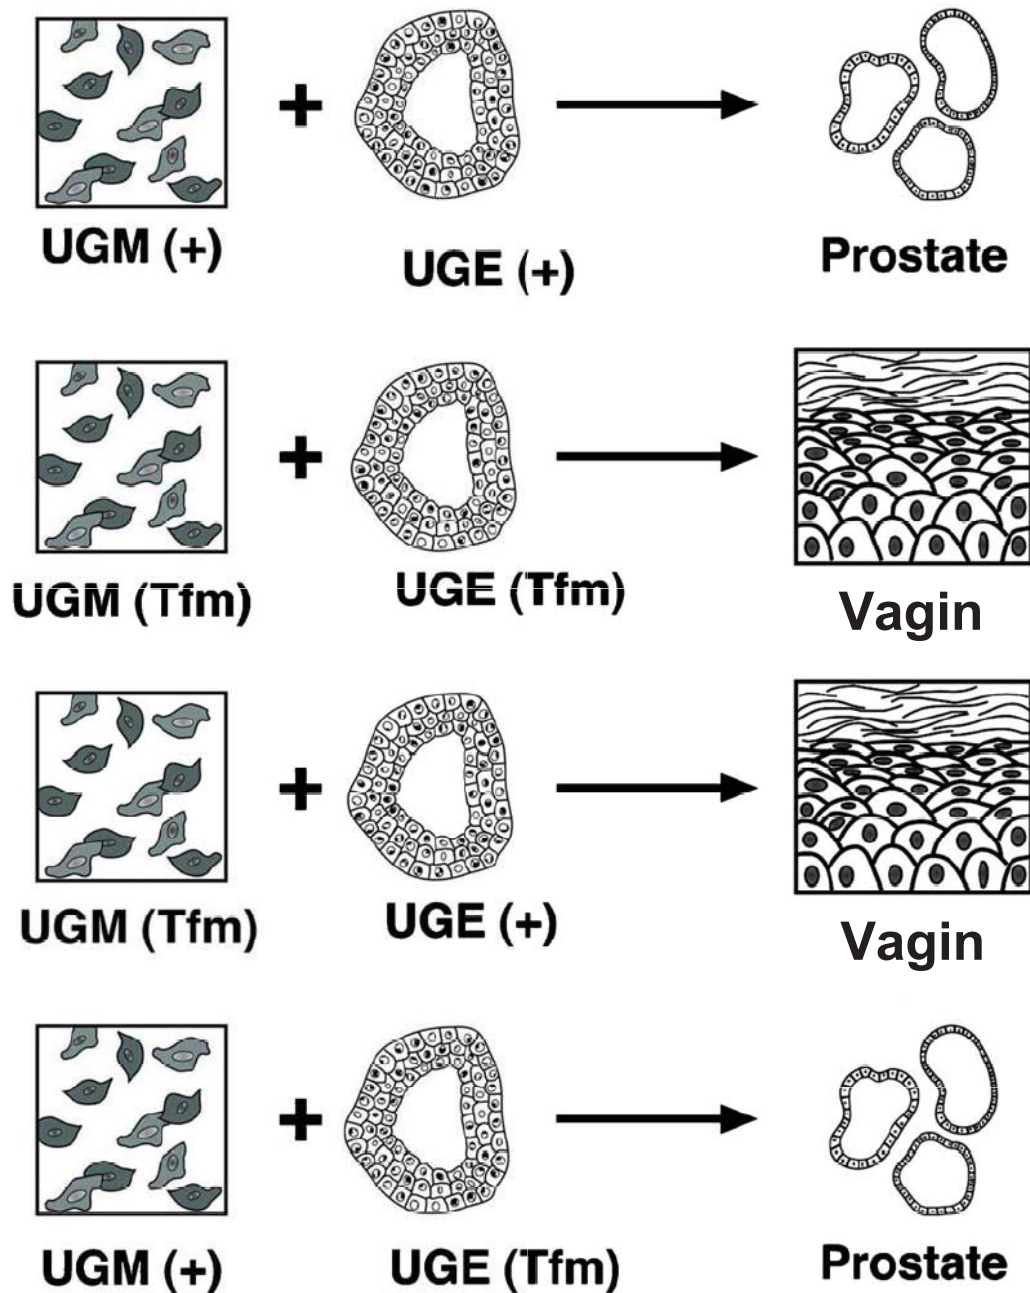 +
UGM (+)
UGE (+)
Prostate
+
UGM (Tfm)
UGE (Tfm)
Vagin
+
UGM (Tfm)
UGE (+)
Vagin
+
UGM (+)
UGE (Tfm)
Prostate